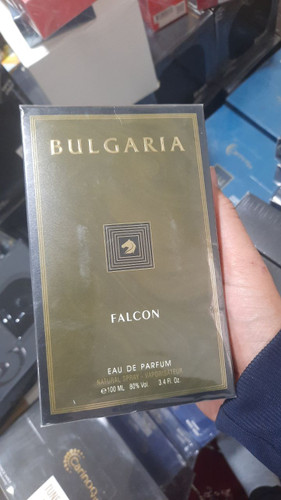 BULGARIA
FALCON
EAU DE PARFUM
NATURAL SPRAY - VAPORISATEUR
℮100 ML 80% Vol. 3.4 Fl. Oz